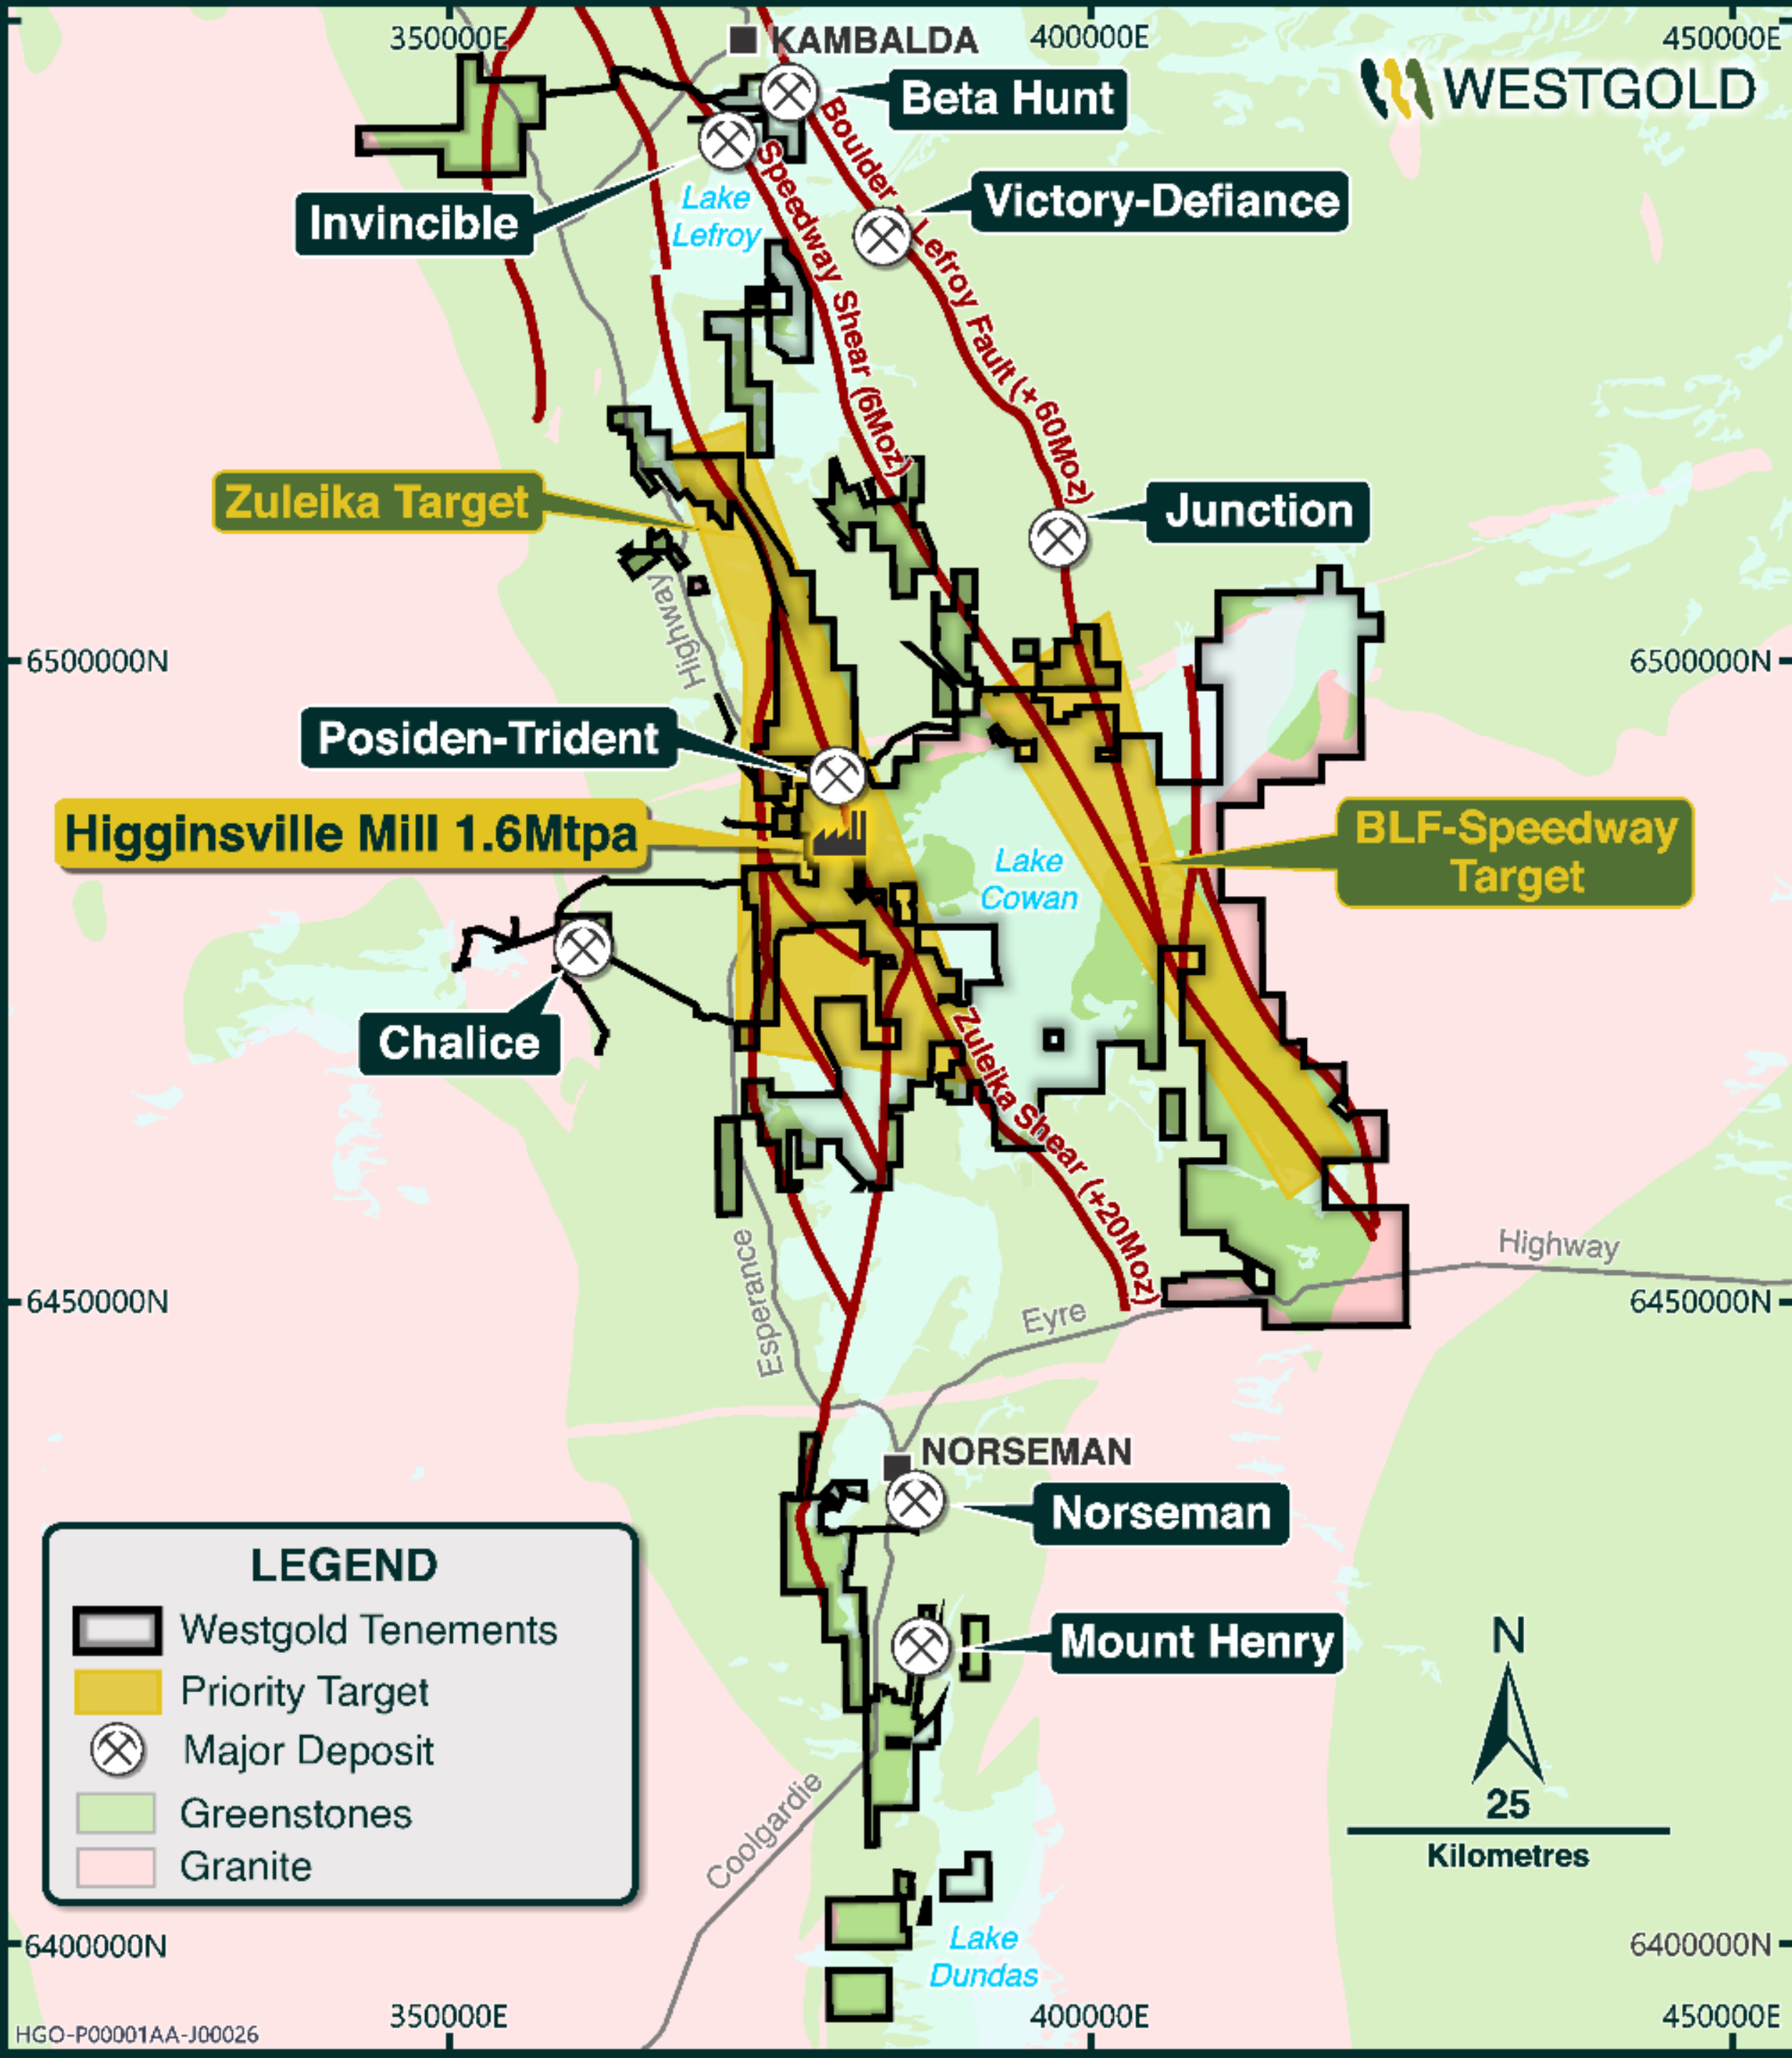 350000E
KAMBALDA
400000E
450000E
WESTGOLD
Beta Hunt
Boulder - Lefroy Fault (+60Moz)
Invincible
Lake
Lefroy
Speedway Shear (6Moz)
Victory-Defiance
Zuleika Target
Junction
Highway
6500000N
6500000N
Posiden-Trident
Higginsville Mill 1.6Mtpa
BLF-Speedway
Target
Lake
Cowan
Chalice
Zuleika Shear (+20Moz)
Esperance
Highway
6450000N
Eyre
6450000N
NORSEMAN
Norseman
Mount Henry
LEGEND
Westgold Tenements
Priority Target
Major Deposit
Greenstones
Granite
N
25
Kilometres
Coolgardie
6400000N
Lake
Dundas
6400000N
350000E
400000E
450000E
HGO-P00001AA-J00026